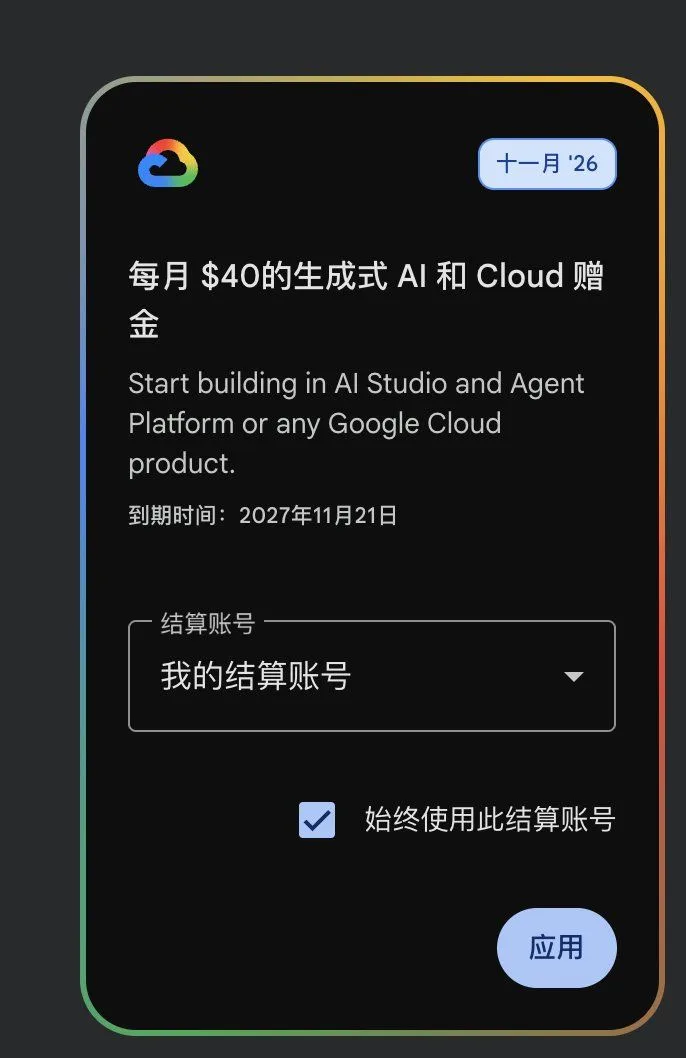 十一月 '26
每月 $40的生成式 AI 和 Cloud 赠
金
Start building in AI Studio and Agent
Platform or any Google Cloud
product.
到期时间：2027年11月21日
结算账号
我的结算账号
始终使用此结算账号
应用